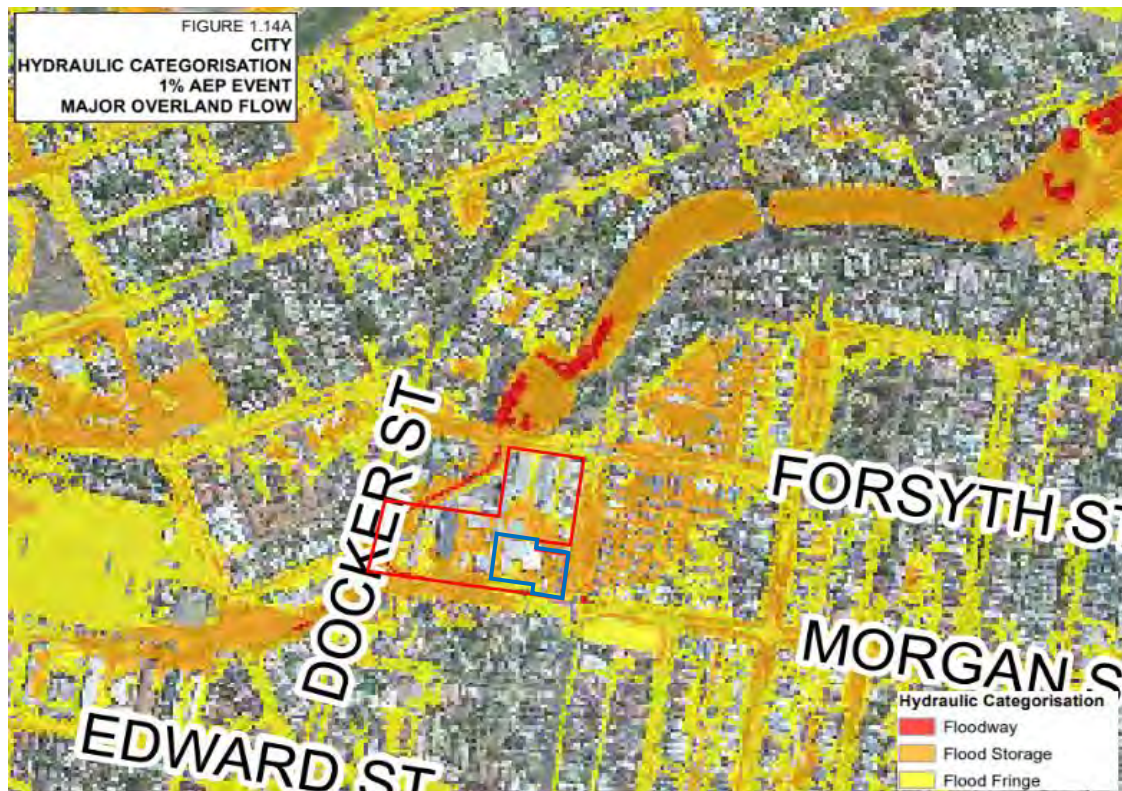 FIGURE 1.14A
CITY
HYDRAULIC CATEGORISATION
1% AEP EVENT
MAJOR OVERLAND FLOW
DOCKER ST
FORSYTH ST
MORGAN S
EDWARD ST
Hydraulic Categorisation
Floodway
Flood Storage
Flood Fringe